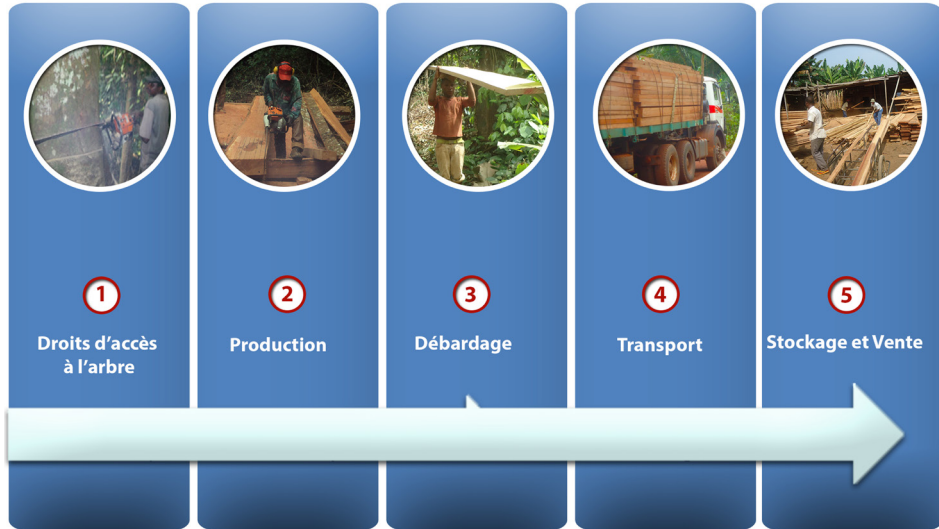 1
Droits d’accès
à l’arbre
2
Production
3
Débardage
4
Transport
5
Stockage et Vente